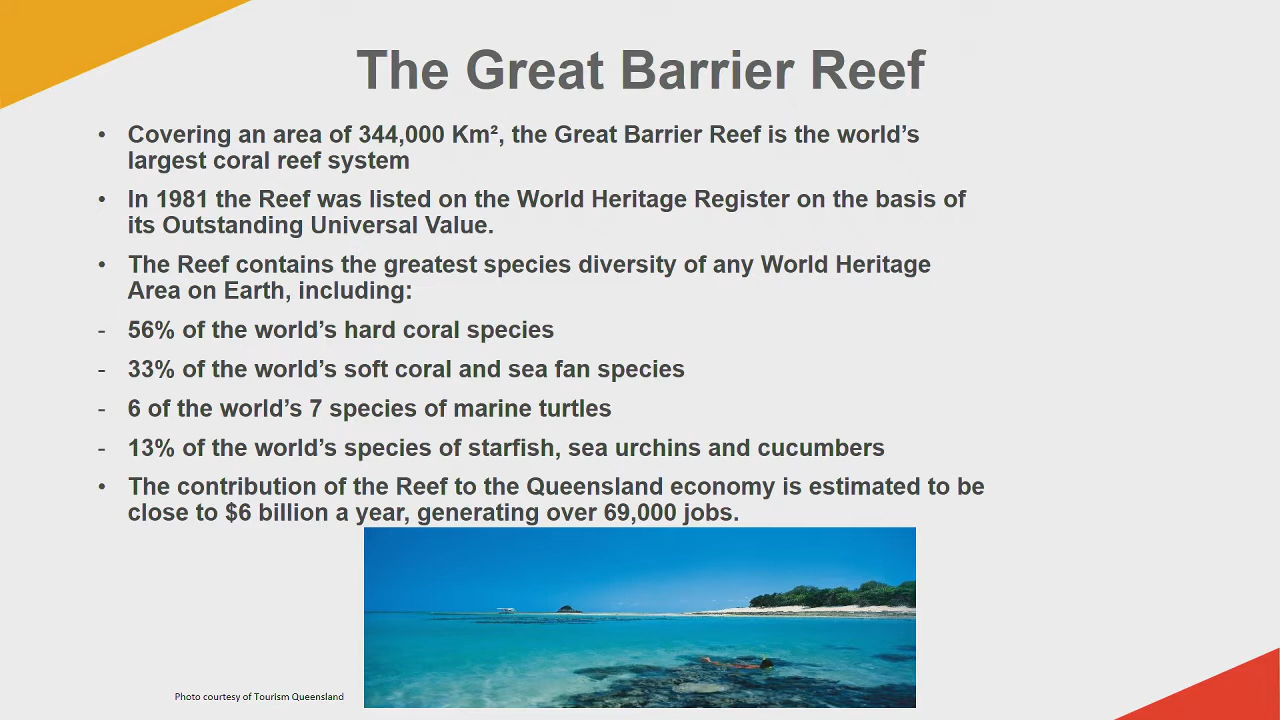 The Great Barrier Reef
• Covering an area of 344,000 Km², the Great Barrier Reef is the world’s
largest coral reef system
• In 1981 the Reef was listed on the World Heritage Register on the basis of
its Outstanding Universal Value.
• The Reef contains the greatest species diversity of any World Heritage
Area on Earth, including:
- 56% of the world’s hard coral species
- 33% of the world’s soft coral and sea fan species
- 6 of the world’s 7 species of marine turtles
- 13% of the world’s species of starfish, sea urchins and cucumbers
• The contribution of the Reef to the Queensland economy is estimated to be
close to $6 billion a year, generating over 69,000 jobs.
Photo courtesy of Tourism Queensland